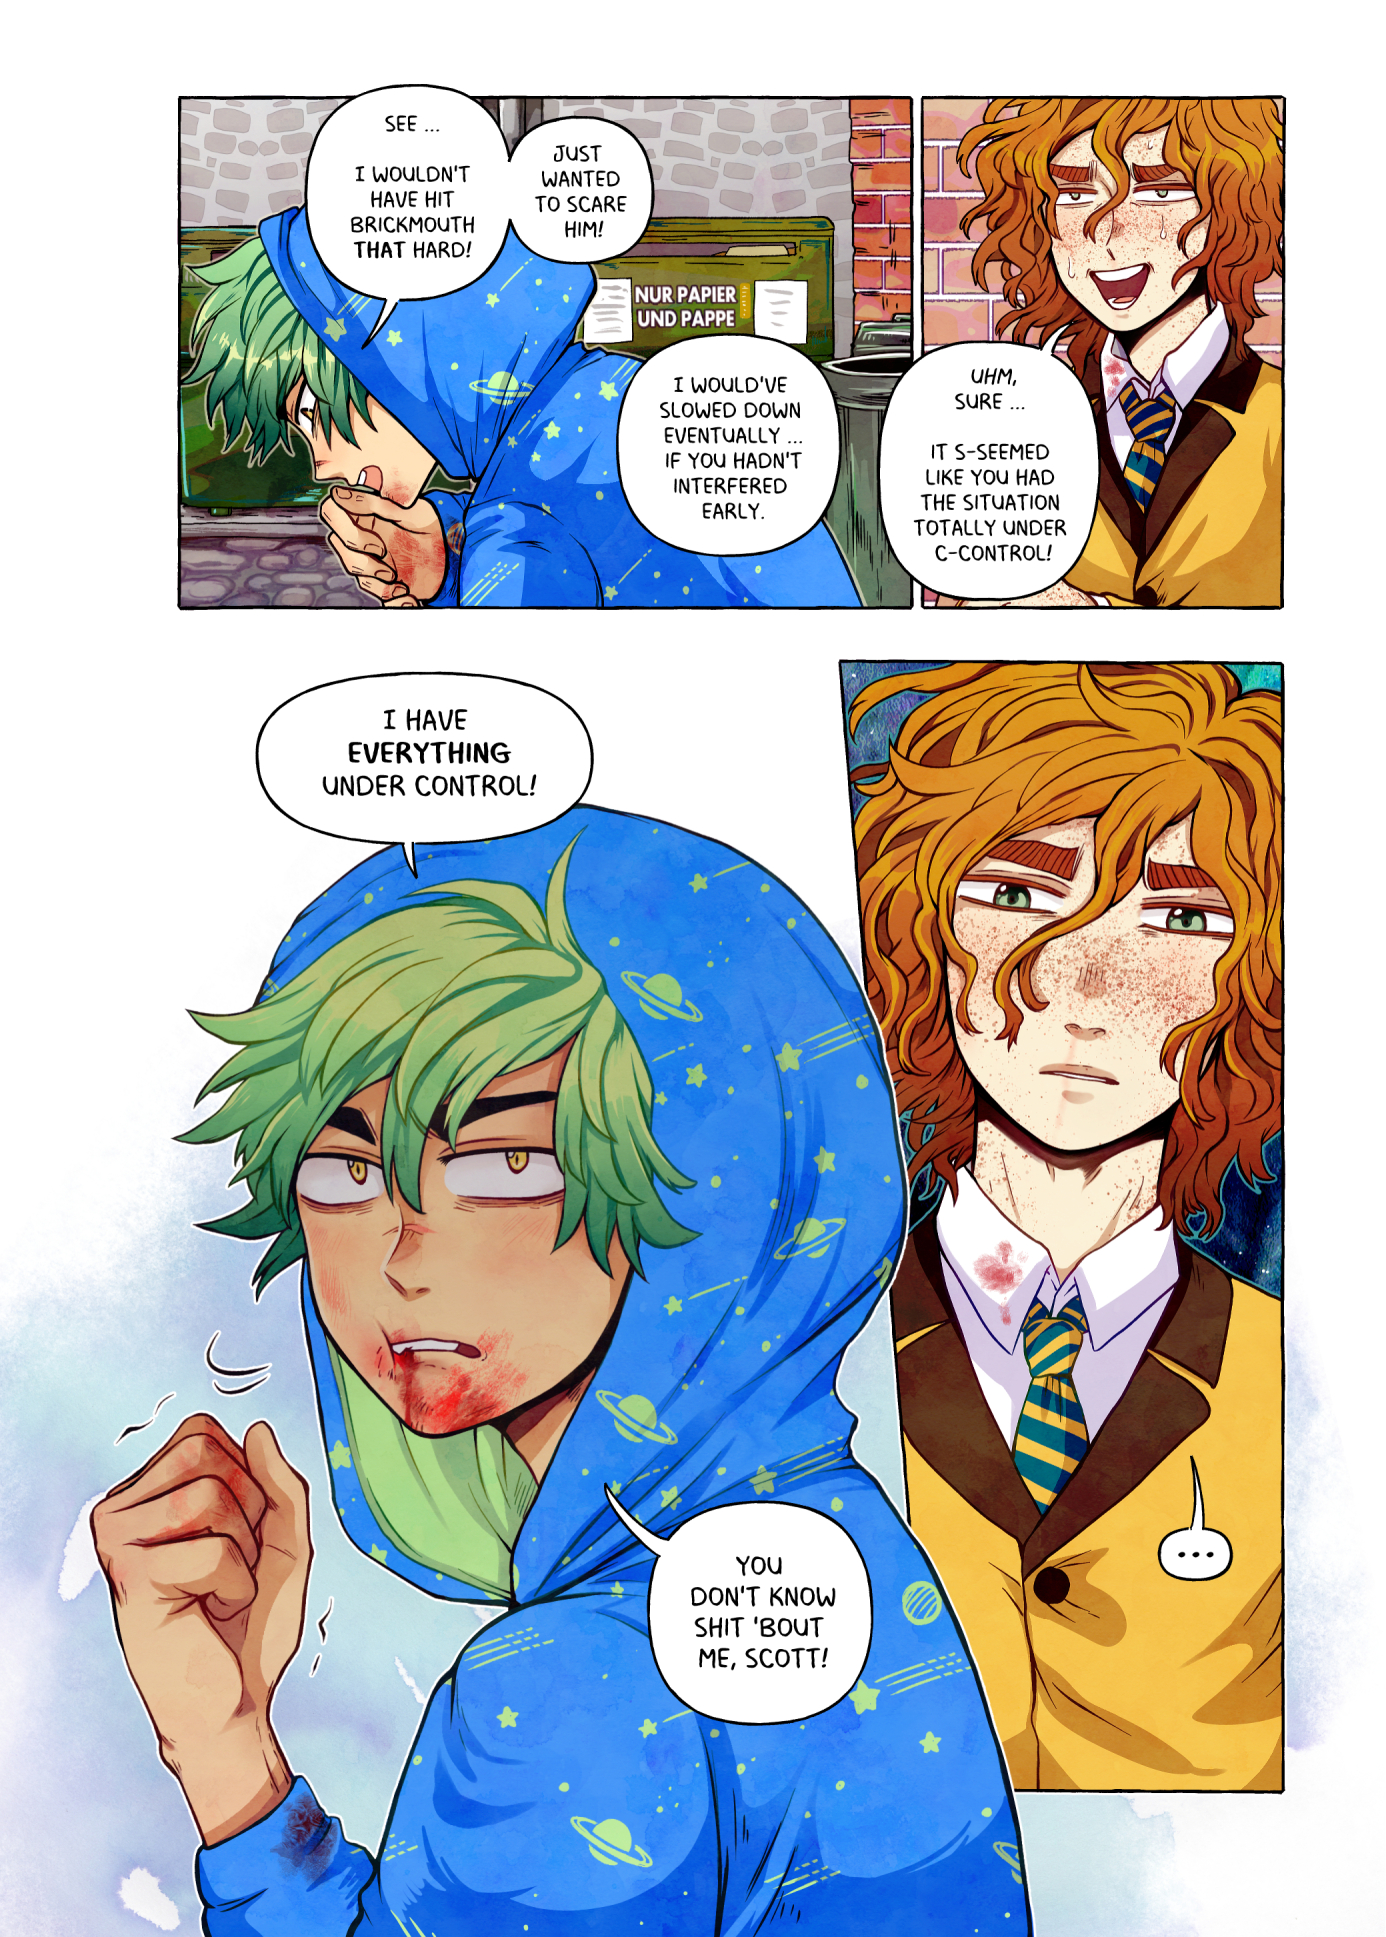 SEE ...
I WOULDN'T
HAVE HIT
BRICKMOUTH
THAT HARD!
JUST
WANTED
TO SCARE
HIM!
NUR PAPIER
UND PAPPE
I WOULD'VE
SLOWED DOWN
EVENTUALLY ...
IF YOU HADN'T
INTERFERED
EARLY.
UHM,
SURE ...
IT S-SEEMED
LIKE YOU HAD
THE SITUATION
TOTALLY UNDER
C-CONTROL!
I HAVE
EVERYTHING
UNDER CONTROL!
YOU
DON'T KNOW
SHIT 'BOUT
ME, SCOTT!
...